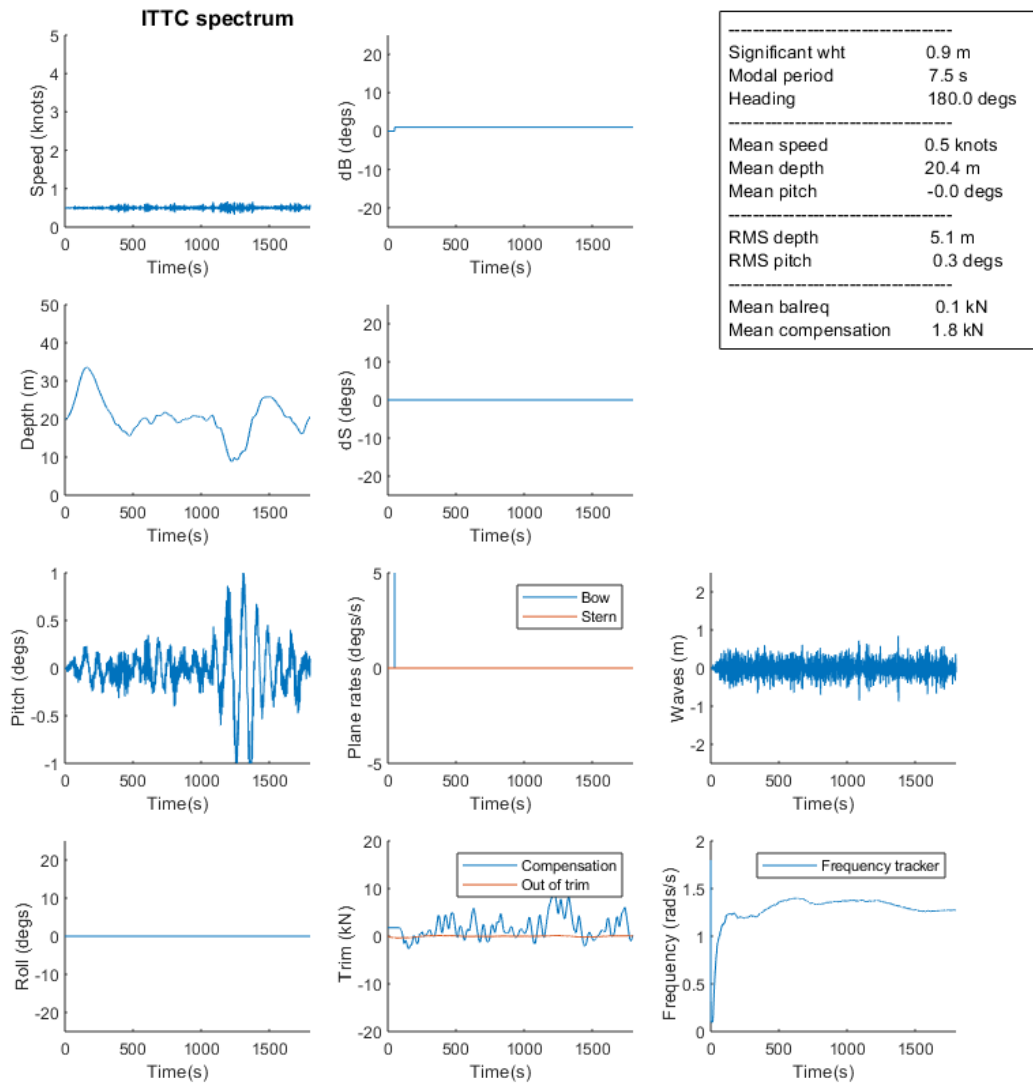 ITTC spectrum
5
4
3
2
1
0
Speed (knots)
0 500 1000 1500
Time(s)
20
10
0
-10
-20
dB (degs)
0 500 1000 1500
Time(s)
---------------------------------
Significant wht 0.9 m
Modal period 7.5 s
Heading 180.0 degs
---------------------------------
Mean speed 0.5 knots
Mean depth 20.4 m
Mean pitch -0.0 degs
---------------------------------
RMS depth 5.1 m
RMS pitch 0.3 degs
---------------------------------
Mean balreq 0.1 kN
Mean compensation 1.8 kN
50
40
30
20
10
0
Depth (m)
0 500 1000 1500
Time(s)
20
10
0
-10
-20
dS (degs)
0 500 1000 1500
Time(s)
1
0.5
0
-0.5
-1
Pitch (degs)
0 500 1000 1500
Time(s)
5
0
-5
Plane rates (degs/s)
Bow
Stern
0 500 1000 1500
Time(s)
2
1
0
-1
-2
Waves (m)
0 500 1000 1500
Time(s)
20
10
0
-10
-20
Roll (degs)
0 500 1000 1500
Time(s)
20
10
0
-10
-20
Trim (kN)
Compensation
Out of trim
0 500 1000 1500
Time(s)
2
1.5
1
0.5
0
Frequency (rads/s)
Frequency tracker
0 500 1000 1500
Time(s)